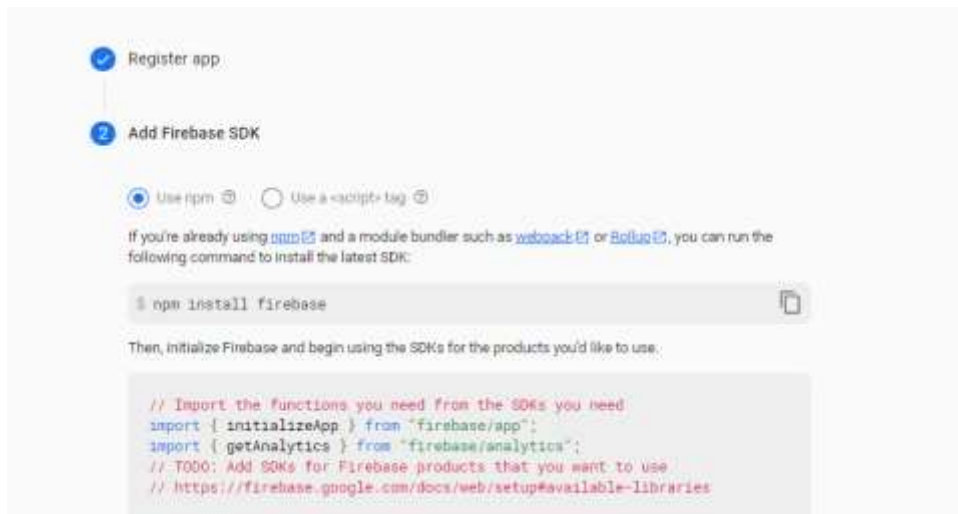 Register app
2 Add Firebase SDK
Use npm Use a <script> tag
If you're already using npm and a module bundler such as webpack or Rollup, you can run the
following command to install the latest SDK:
$ npm install firebase
Then, initialize Firebase and begin using the SDKs for the products you'd like to use.
// Import the functions you need from the SDKs you need
import { initializeApp } from "firebase/app";
import { getAnalytics } from "firebase/analytics";
// TODO: Add SDKs for Firebase products that you want to use
// https://firebase.google.com/docs/web/setup#available-libraries